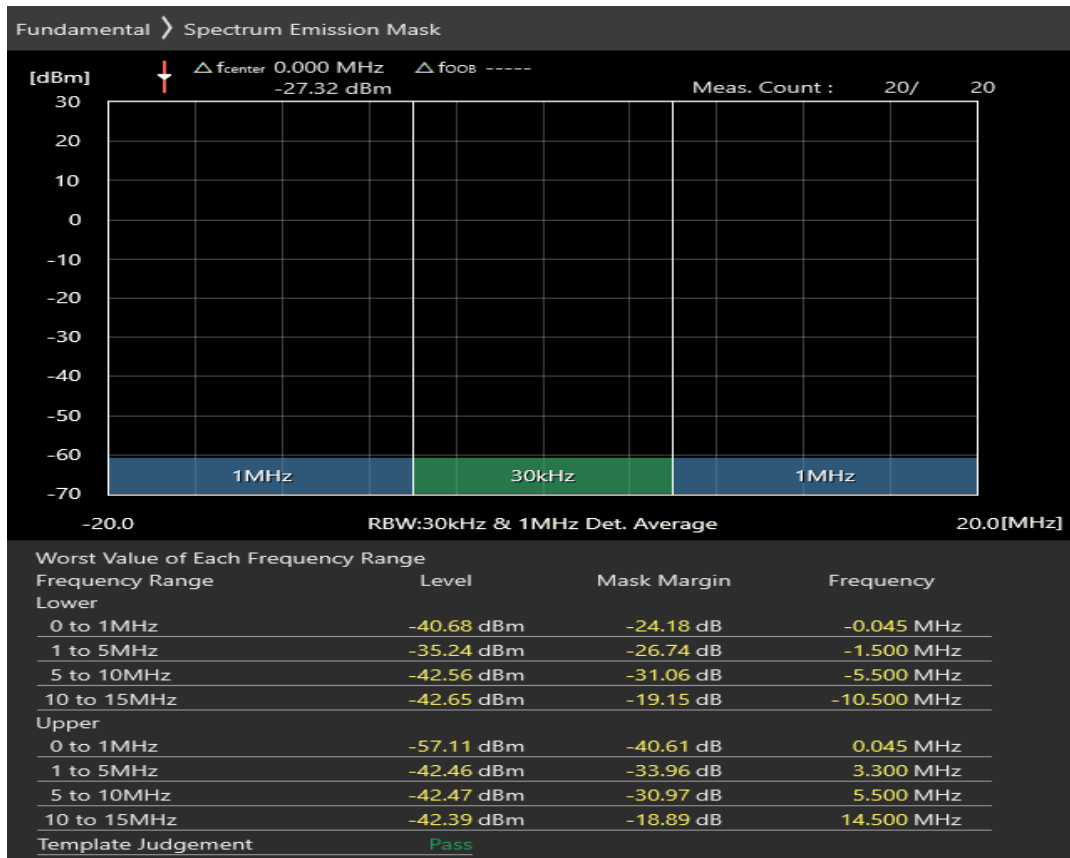 Fundamental 〉 Spectrum Emission Mask
[dBm] △ fcenter 0.000 MHz △ fOOB -----
-27.32 dBm Meas. Count : 20/ 20
30
20
10
0
-10
-20
-30
-40
-50
-60
1MHz 30kHz 1MHz
-70
-20.0 RBW:30kHz & 1MHz Det. Average 20.0[MHz]
Worst Value of Each Frequency Range
Frequency Range Level Mask Margin Frequency
Lower
0 to 1MHz -40.68 dBm -24.18 dB -0.045 MHz
1 to 5MHz -35.24 dBm -26.74 dB -1.500 MHz
5 to 10MHz -42.56 dBm -31.06 dB -5.500 MHz
10 to 15MHz -42.65 dBm -19.15 dB -10.500 MHz
Upper
0 to 1MHz -57.11 dBm -40.61 dB 0.045 MHz
1 to 5MHz -42.46 dBm -33.96 dB 3.300 MHz
5 to 10MHz -42.47 dBm -30.97 dB 5.500 MHz
10 to 15MHz -42.39 dBm -18.89 dB 14.500 MHz
Template Judgement Pass